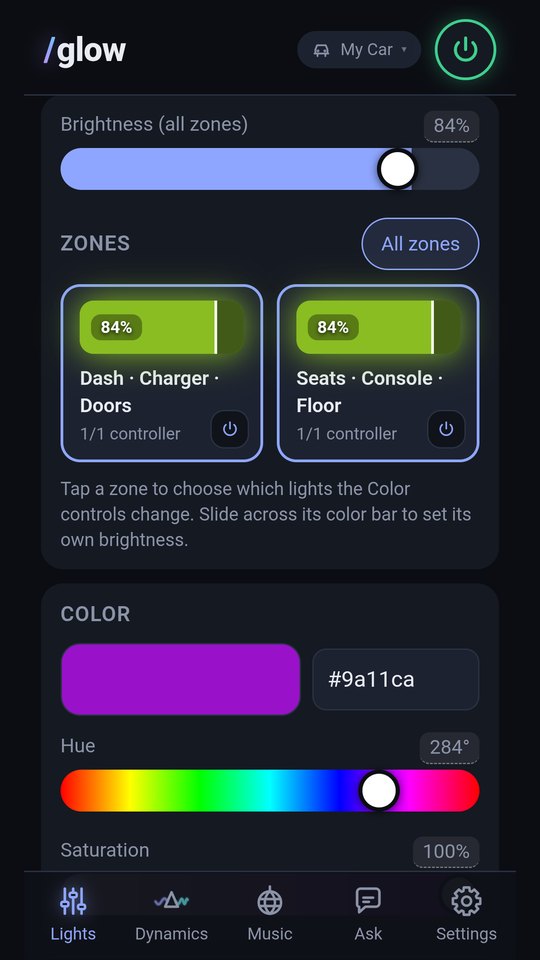 /glow
My Car
Brightness (all zones)
84%
ZONES
All zones
84%
84%
Dash · Charger ·
Doors
1/1 controller
Seats · Console ·
Floor
1/1 controller
Tap a zone to choose which lights the Color
controls change. Slide across its color bar to set its
own brightness.
COLOR
#9a11ca
Hue
284°
Saturation
100%
Lights
Dynamics
Music
Ask
Settings